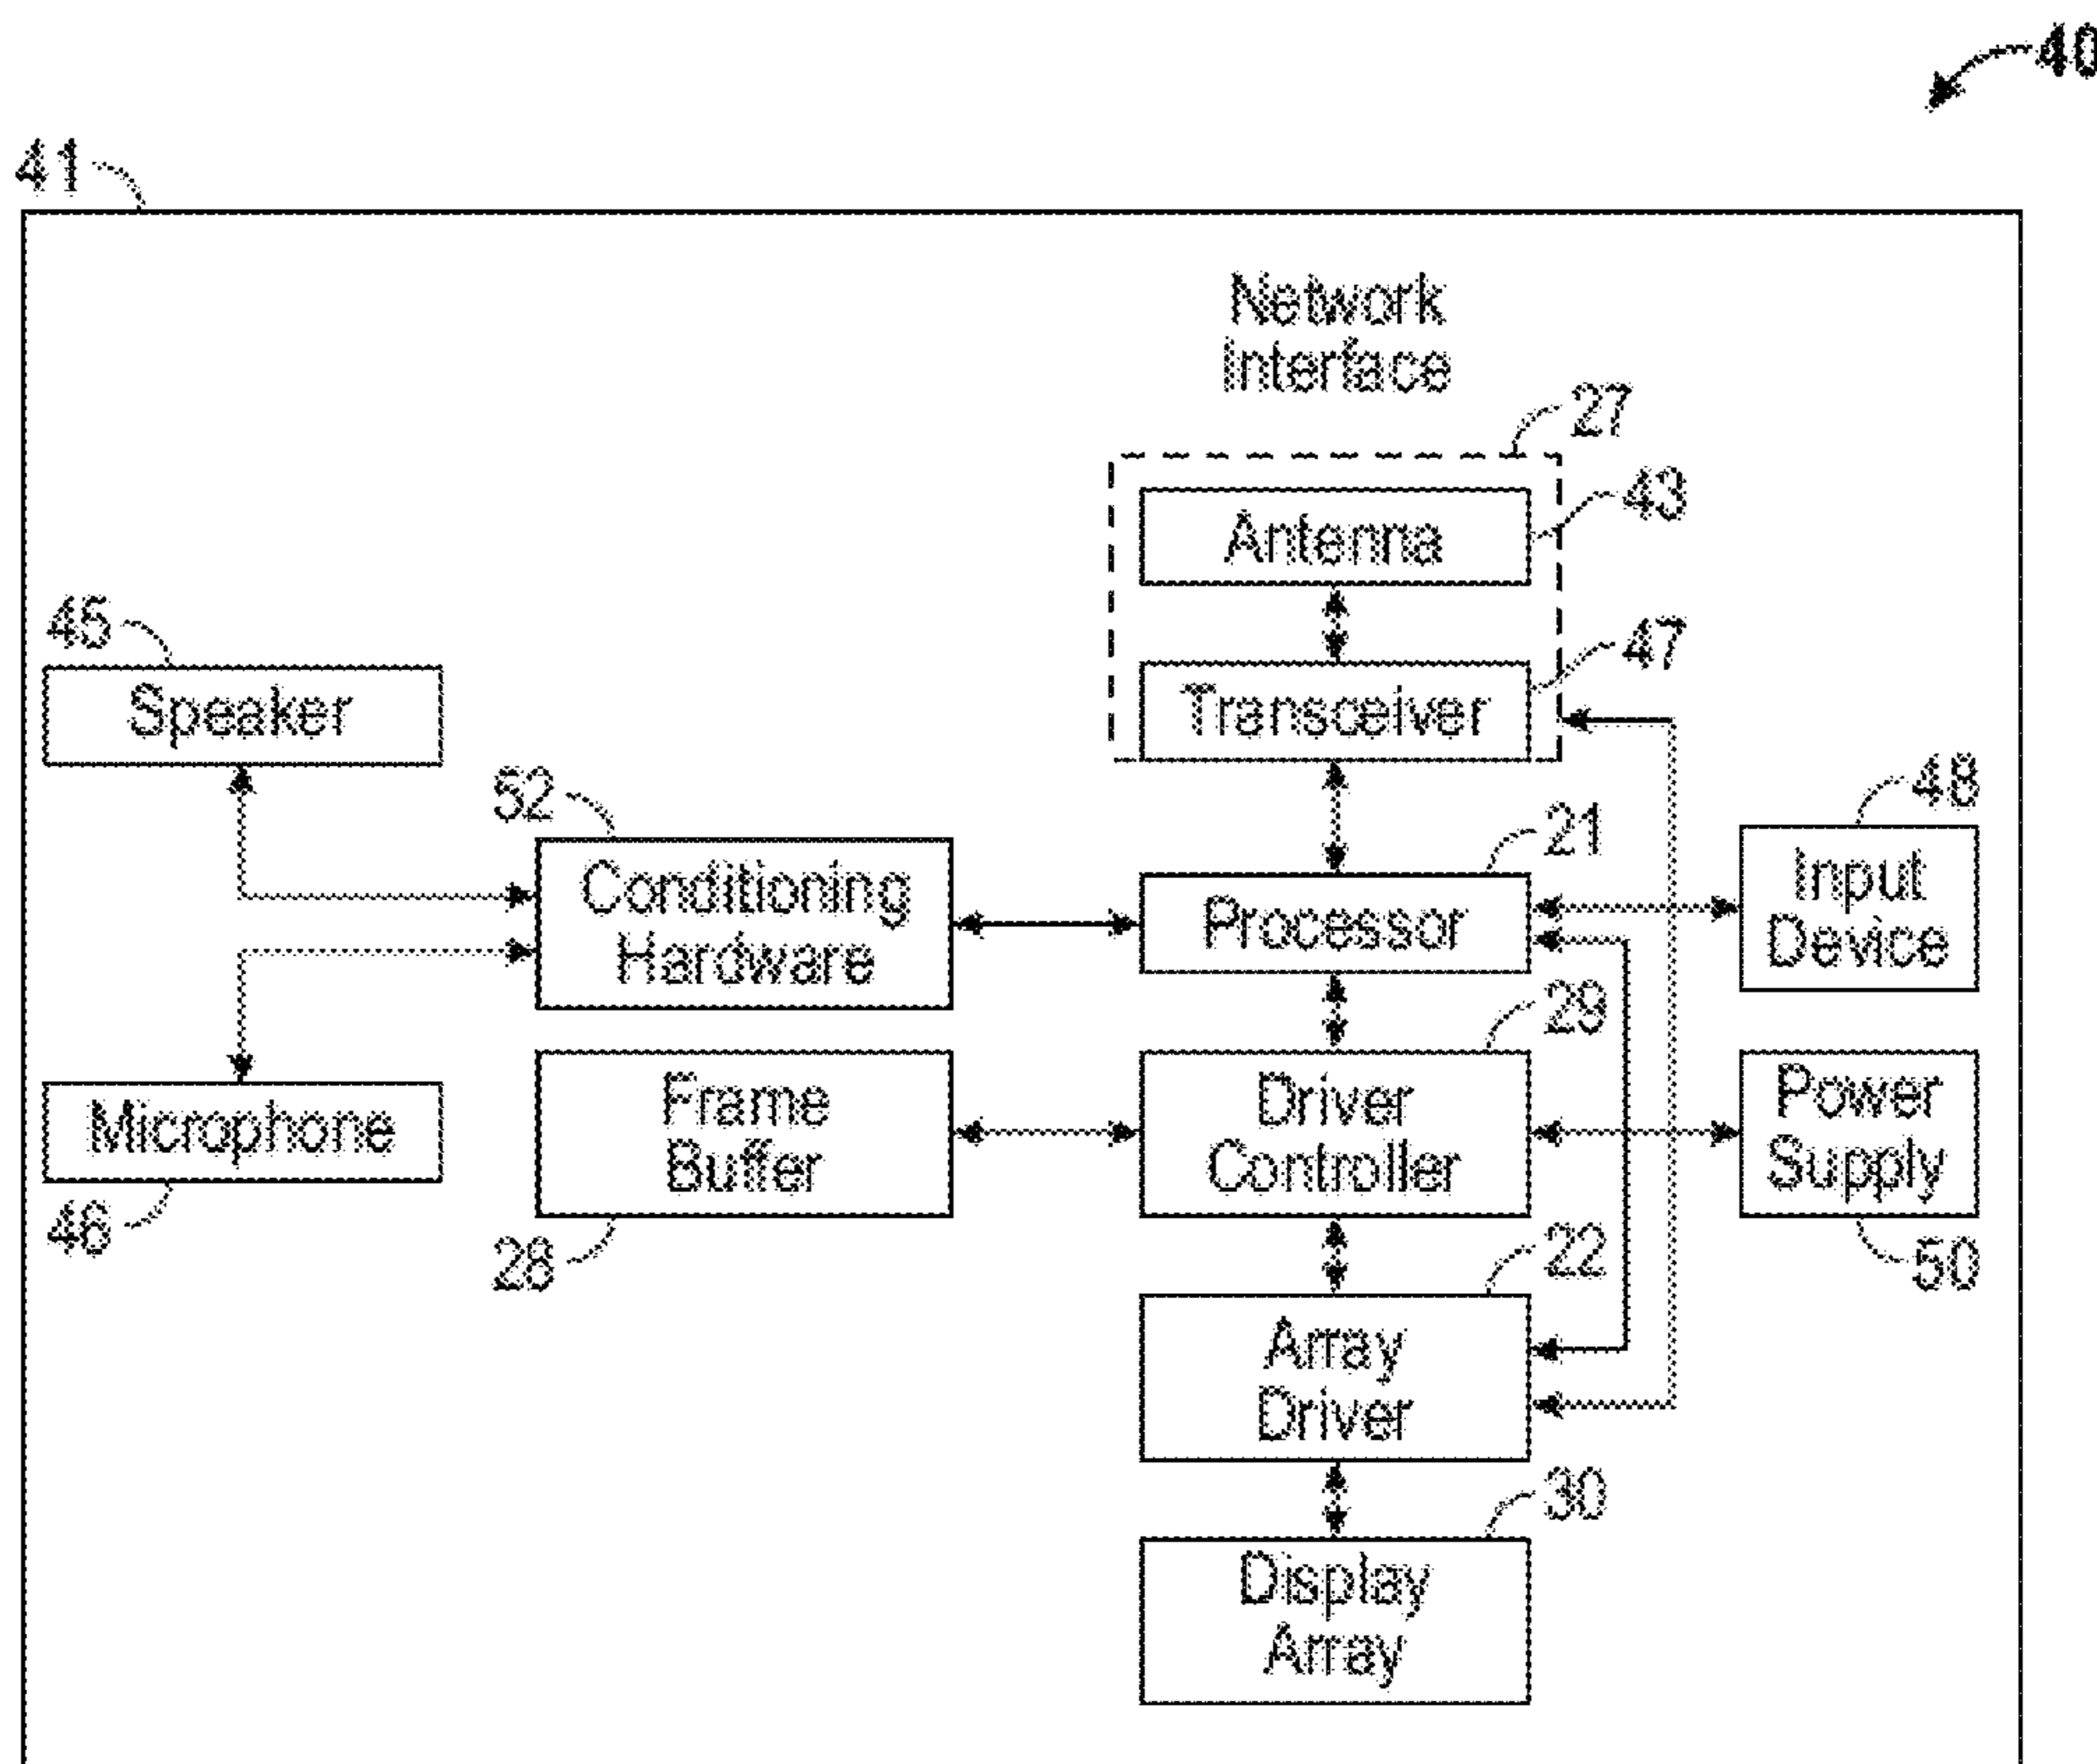 40
41
Network
Interface
27
Antenna
43
45
Speaker
Transceiver
47
52
Conditioning
Hardware
21
Processor
48
Input
Device
29
Microphone
46
Frame
Buffer
28
Driver
Controller
Power
Supply
50
22
Array
Driver
30
Display
Array